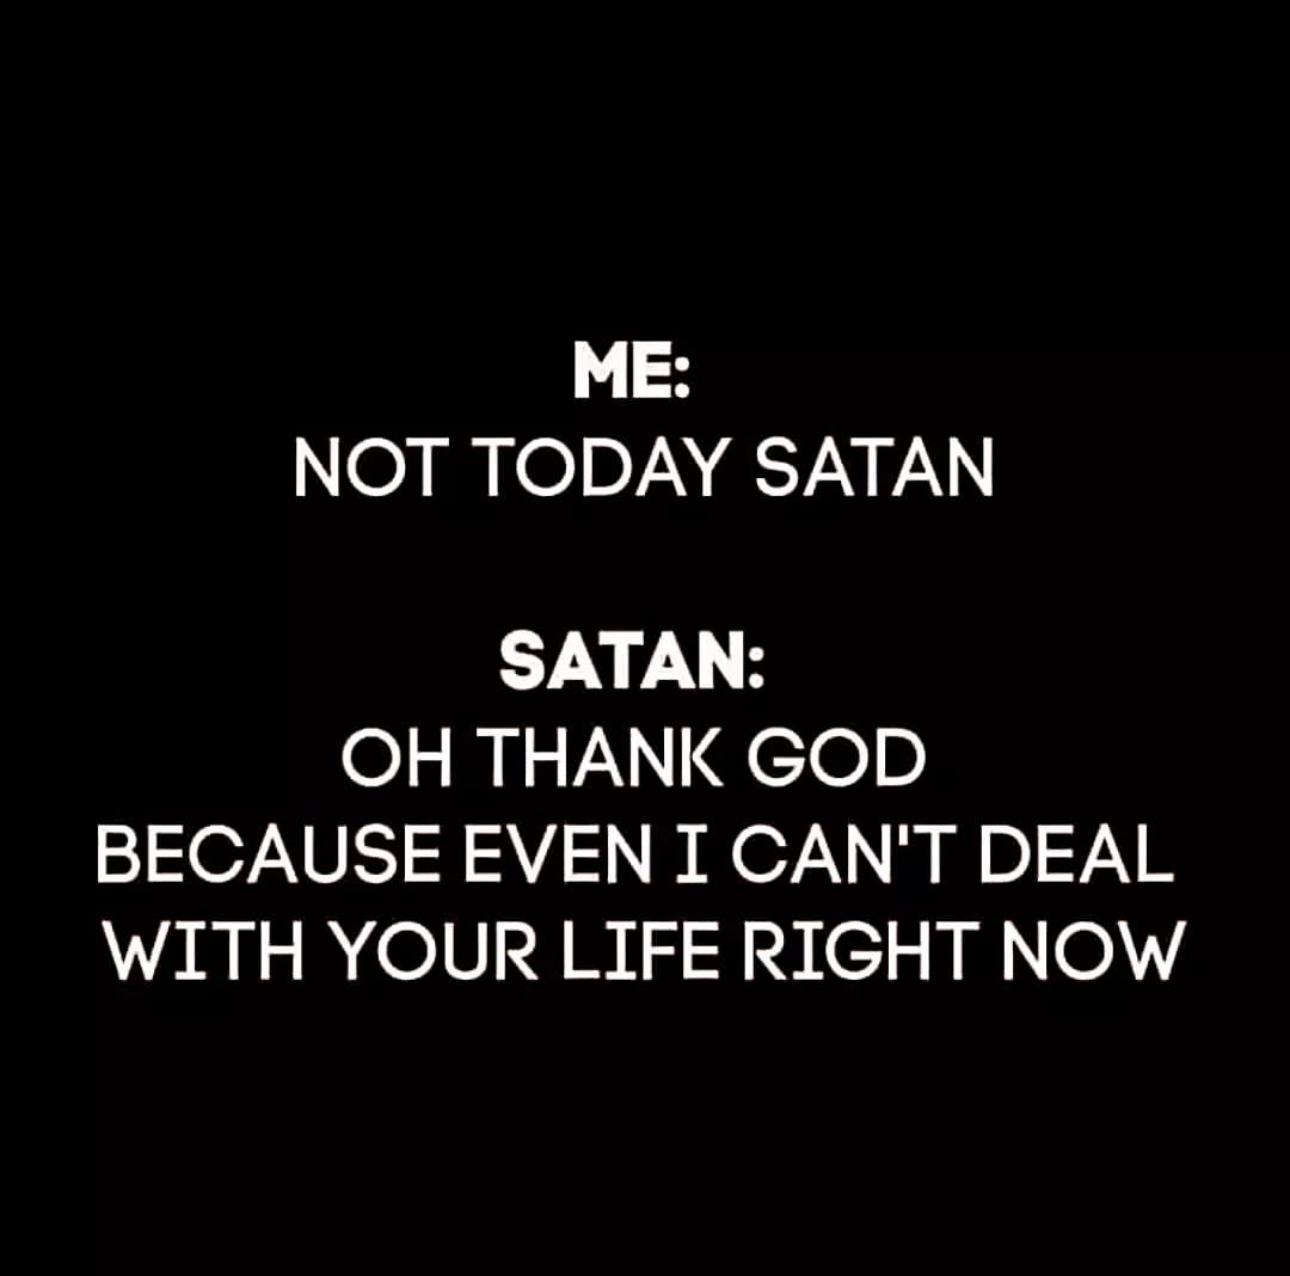 ME:
NOT TODAY SATAN
SATAN:
OH THANK GOD
BECAUSE EVEN I CAN'T DEAL
WITH YOUR LIFE RIGHT NOW